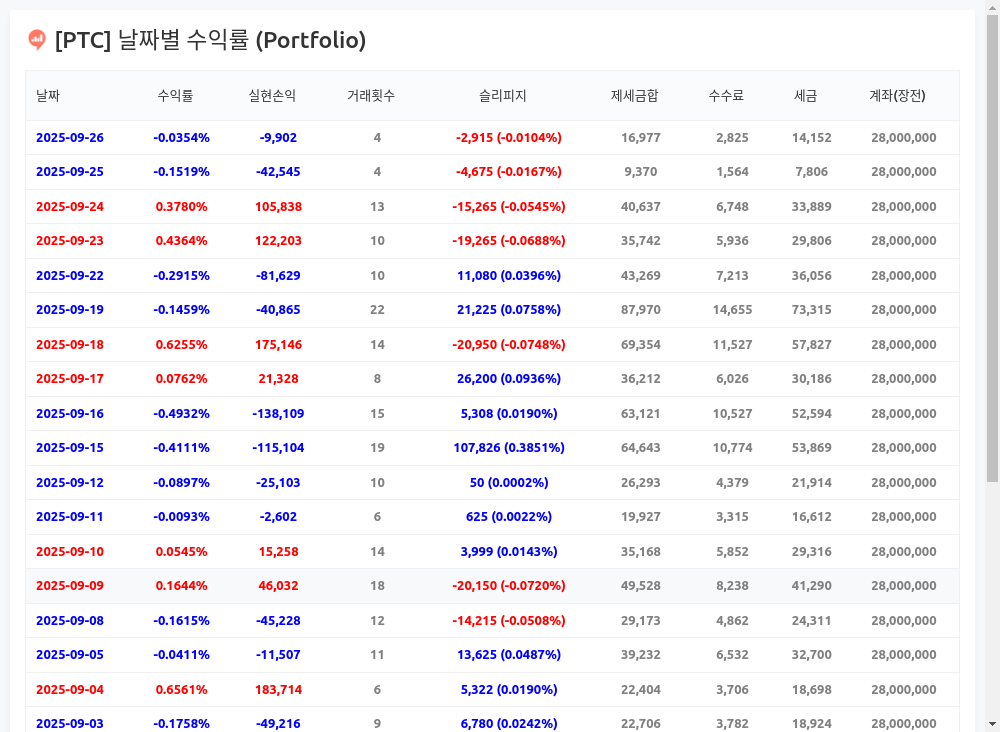 [PTC] 날짜별 수익률 (Portfolio)
날짜 수익률 실현손익 거래횟수 슬리피지 제세금합 수수료 세금 계좌(장전)
2025-09-26 -0.0354% -9,902 4 -2,915 (-0.0104%) 16,977 2,825 14,152 28,000,000
2025-09-25 -0.1519% -42,545 4 -4,675 (-0.0167%) 9,370 1,564 7,806 28,000,000
2025-09-24 0.3780% 105,838 13 -15,265 (-0.0545%) 40,637 6,748 33,889 28,000,000
2025-09-23 0.4364% 122,203 10 -19,265 (-0.0688%) 35,742 5,936 29,806 28,000,000
2025-09-22 -0.2915% -81,629 10 11,080 (0.0396%) 43,269 7,213 36,056 28,000,000
2025-09-19 -0.1459% -40,865 22 21,225 (0.0758%) 87,970 14,655 73,315 28,000,000
2025-09-18 0.6255% 175,146 14 -20,950 (-0.0748%) 69,354 11,527 57,827 28,000,000
2025-09-17 0.0762% 21,328 8 26,200 (0.0936%) 36,212 6,026 30,186 28,000,000
2025-09-16 -0.4932% -138,109 15 5,308 (0.0190%) 63,121 10,527 52,594 28,000,000
2025-09-15 -0.4111% -115,104 19 107,826 (0.3851%) 64,643 10,774 53,869 28,000,000
2025-09-12 -0.0897% -25,103 10 50 (0.0002%) 26,293 4,379 21,914 28,000,000
2025-09-11 -0.0093% -2,602 6 625 (0.0022%) 19,927 3,315 16,612 28,000,000
2025-09-10 0.0545% 15,258 14 3,999 (0.0143%) 35,168 5,852 29,316 28,000,000
2025-09-09 0.1644% 46,032 18 -20,150 (-0.0720%) 49,528 8,238 41,290 28,000,000
2025-09-08 -0.1615% -45,228 12 -14,215 (-0.0508%) 29,173 4,862 24,311 28,000,000
2025-09-05 -0.0411% -11,507 11 13,625 (0.0487%) 39,232 6,532 32,700 28,000,000
2025-09-04 0.6561% 183,714 6 5,322 (0.0190%) 22,404 3,706 18,698 28,000,000
2025-09-03 -0.1758% -49,216 9 6,780 (0.0242%) 22,706 3,782 18,924 28,000,000